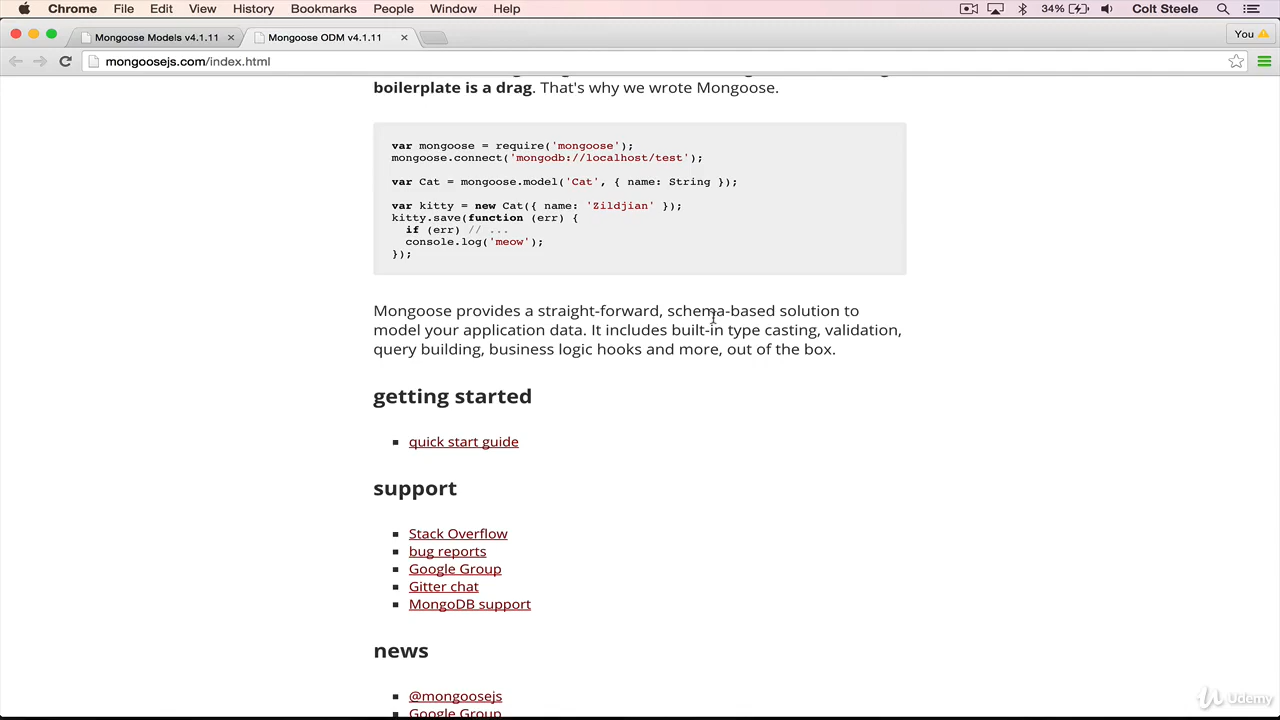 Chrome File Edit View History Bookmarks People Window Help 34% Colt Steele
Mongoose Models v4.1.11 Mongoose ODM v4.1.11 You
mongoosejs.com/index.html
boilerplate is a drag. That's why we wrote Mongoose.
var mongoose = require('mongoose');
mongoose.connect('mongodb://localhost/test');
var Cat = mongoose.model('Cat', { name: String });
var kitty = new Cat({ name: 'Zildjian' });
kitty.save(function (err) {
if (err) // ...
console.log('meow');
});
Mongoose provides a straight-forward, schema-based solution to
model your application data. It includes built-in type casting, validation,
query building, business logic hooks and more, out of the box.
getting started
quick start guide
support
Stack Overflow
bug reports
Google Group
Gitter chat
MongoDB support
news
@mongoosejs
Google Group
Udemy